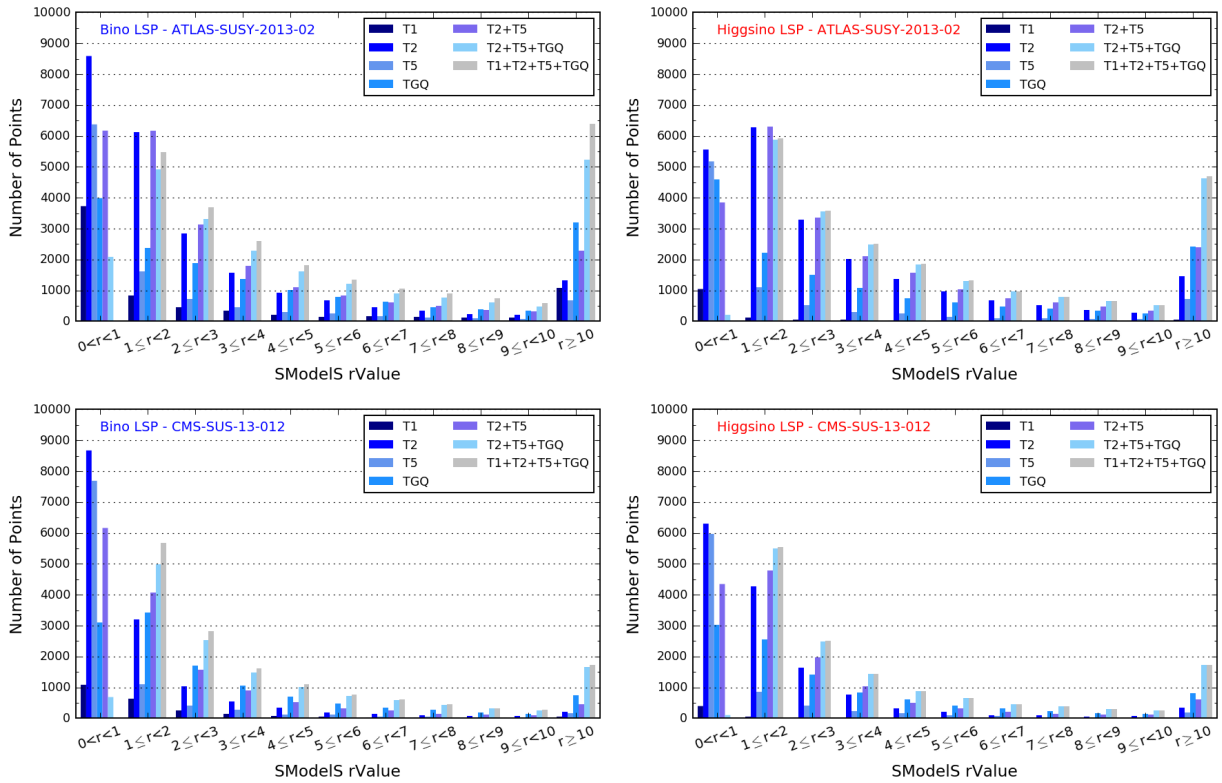 Bino LSP - ATLAS-SUSY-2013-02
T1
T2
T5
TGQ
T2+T5
T2+T5+TGQ
T1+T2+T5+TGQ
Number of Points
10000
9000
8000
7000
6000
5000
4000
3000
2000
1000
0
0<r<1
1≤r<2
2≤r<3
3≤r<4
4≤r<5
5≤r<6
6≤r<7
7≤r<8
8≤r<9
9≤r<10
r≥10
SModelS rValue
Higgsino LSP - ATLAS-SUSY-2013-02
T1
T2
T5
TGQ
T2+T5
T2+T5+TGQ
T1+T2+T5+TGQ
Number of Points
10000
9000
8000
7000
6000
5000
4000
3000
2000
1000
0
0<r<1
1≤r<2
2≤r<3
3≤r<4
4≤r<5
5≤r<6
6≤r<7
7≤r<8
8≤r<9
9≤r<10
r≥10
SModelS rValue
Bino LSP - CMS-SUS-13-012
T1
T2
T5
TGQ
T2+T5
T2+T5+TGQ
T1+T2+T5+TGQ
Number of Points
10000
9000
8000
7000
6000
5000
4000
3000
2000
1000
0
0<r<1
1≤r<2
2≤r<3
3≤r<4
4≤r<5
5≤r<6
6≤r<7
7≤r<8
8≤r<9
9≤r<10
r≥10
SModelS rValue
Higgsino LSP - CMS-SUS-13-012
T1
T2
T5
TGQ
T2+T5
T2+T5+TGQ
T1+T2+T5+TGQ
Number of Points
10000
9000
8000
7000
6000
5000
4000
3000
2000
1000
0
0<r<1
1≤r<2
2≤r<3
3≤r<4
4≤r<5
5≤r<6
6≤r<7
7≤r<8
8≤r<9
9≤r<10
r≥10
SModelS rValue